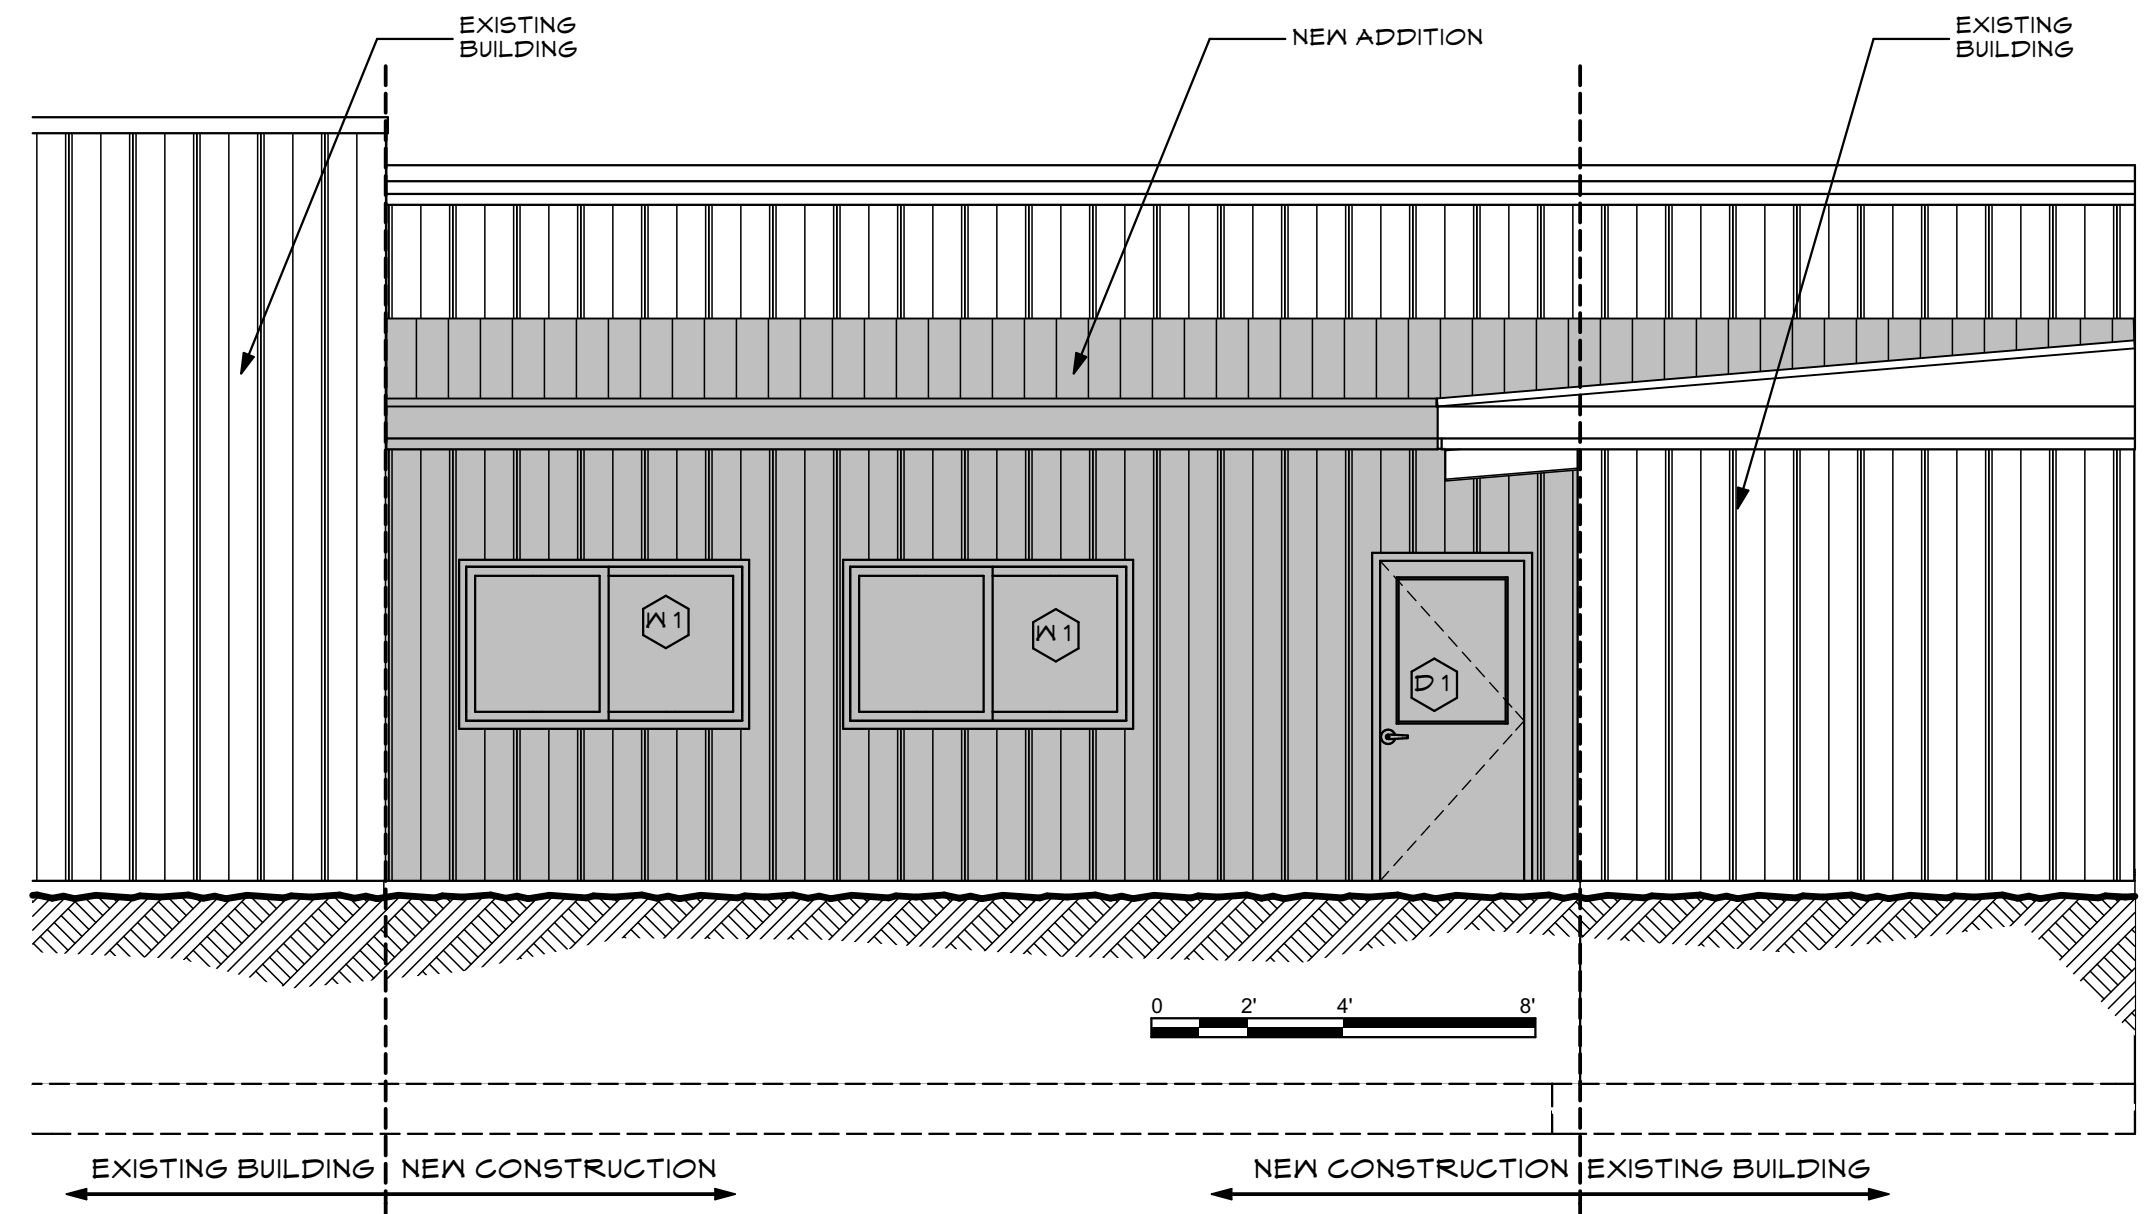 EXISTING
BUILDING
NEW ADDITION
EXISTING
BUILDING
W1
W1
D1
0 2' 4' 8'
EXISTING BUILDING NEW CONSTRUCTION
NEW CONSTRUCTION EXISTING BUILDING